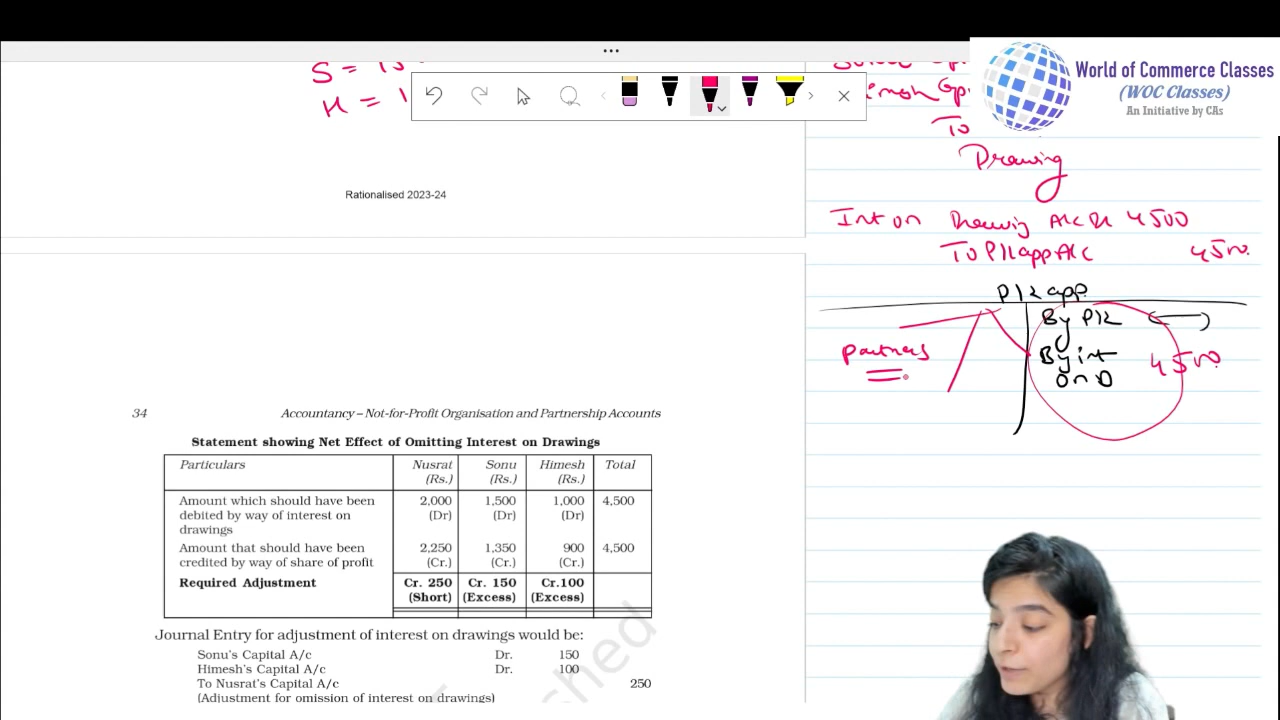 ...
S = 15
H =
World of Commerce Classes
(WOC Classes)
An Initiative by CAs
To
Drawing
Rationalised 2023-24
Int on Drawing A/c Dr 4500
To P/L app A/c 4500.
P/L app.
By P/L
By int on D 4500.
Partners
34 Accountancy – Not-for-Profit Organisation and Partnership Accounts
Statement showing Net Effect of Omitting Interest on Drawings
Particulars Nusrat (Rs.) Sonu (Rs.) Himesh (Rs.) Total
Amount which should have been debited by way of interest on drawings 2,000 (Dr) 1,500 (Dr) 1,000 (Dr) 4,500
Amount that should have been credited by way of share of profit 2,250 (Cr.) 1,350 (Cr.) 900 (Cr.) 4,500
Required Adjustment Cr. 250 (Short) Cr. 150 (Excess) Cr.100 (Excess)
Journal Entry for adjustment of interest on drawings would be:
Sonu's Capital A/c Dr. 150
Himesh's Capital A/c Dr. 100
To Nusrat's Capital A/c 250
(Adjustment for omission of interest on drawings)